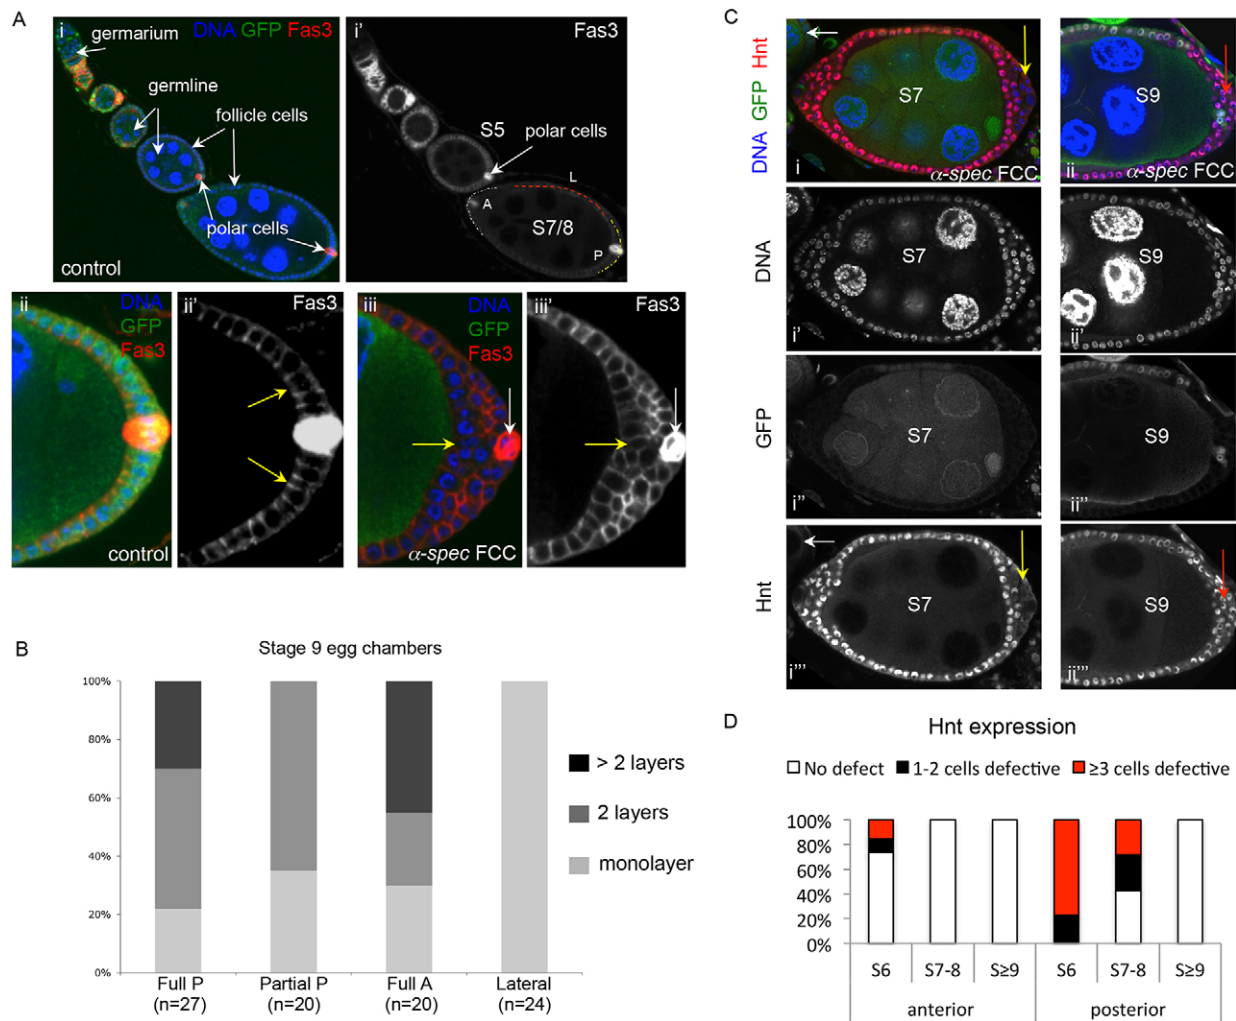 A
i
DNA GFP Fas3
germarium
germline
follicle cells
polar cells
control
i'
Fas3
S5
polar cells
L
A
S7/8
P
ii
DNA
GFP
Fas3
control
ii'
Fas3
iii
DNA
GFP
Fas3
α-spec FCC
iii'
Fas3
B
Stage 9 egg chambers
100%
80%
60%
40%
20%
0%
Full P
(n=27)
Partial P
(n=20)
Full A
(n=20)
Lateral
(n=24)
> 2 layers
2 layers
monolayer
C
DNA GFP Hnt
S7
i
α-spec FCC
S9
ii
α-spec FCC
DNA
S7
i'
S9
ii'
GFP
S7
i''
S9
ii''
Hnt
S7
i'''
S9
ii'''
D
Hnt expression
No defect
1-2 cells defective
≥3 cells defective
100%
80%
60%
40%
20%
0%
S6
S7-8
S≥9
S6
S7-8
S≥9
anterior
posterior